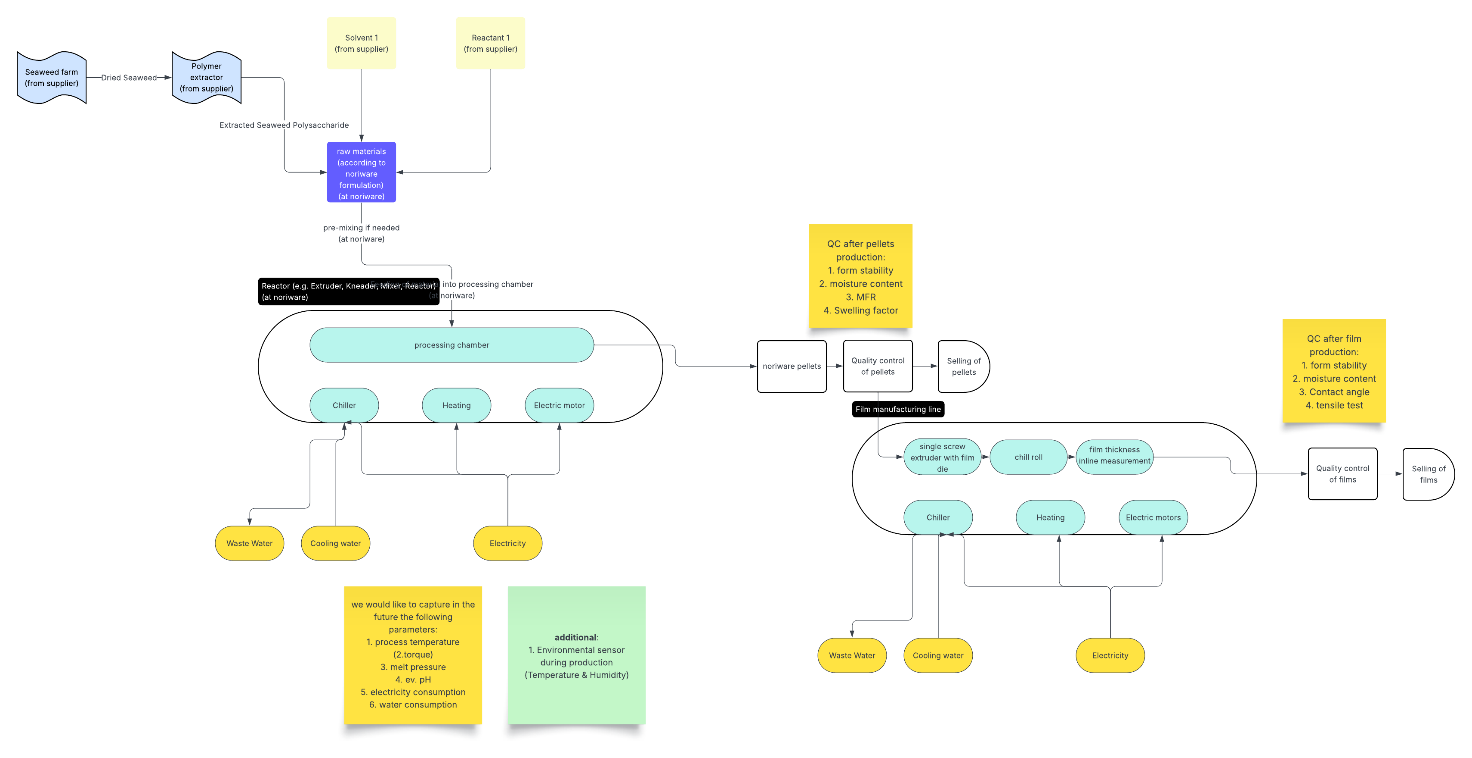 Solvent 1
(from supplier)
Reactant 1
(from supplier)
Seaweed farm
(from supplier)
Dried Seaweed
Polymer
extractor
(from supplier)
Extracted Seaweed Polysaccharide
raw materials
(according to
noriware
formulation)
(at noriware)
pre-mixing if needed
(at noriware)
Reactor (e.g. Extruder, Kneader, Mixer, Reactor)
(at noriware)
into processing chamber
(at noriware)
processing chamber
Chiller
Heating
Electric motor
Waste Water
Cooling water
Electricity
QC after pellets
production:
1. form stability
2. moisture content
3. MFR
4. Swelling factor
noriware pellets
Quality control
of pellets
Selling of
pellets
Film manufacturing line
single screw
extruder with film
die
chill roll
film thickness
inline measurement
Chiller
Heating
Electric motors
Waste Water
Cooling water
Electricity
QC after film
production:
1. form stability
2. moisture content
3. Contact angle
4. tensile test
Quality control
of films
Selling of
films
we would like to capture in the
future the following
parameters:
1. process temperature
(2.torque)
3. melt pressure
4. ev. pH
5. electricity consumption
6. water consumption
additional:
1. Environmental sensor
during production
(Temperature & Humidity)